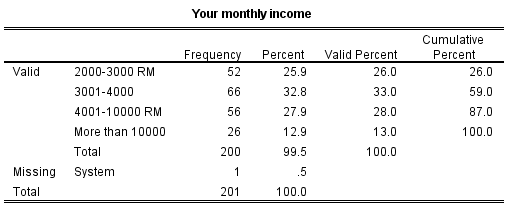 Your monthly income
Cumulative
Frequency Percent Valid Percent Percent
Valid 2000-3000 RM 52 25.9 26.0 26.0
3001-4000 66 32.8 33.0 59.0
4001-10000 RM 56 27.9 28.0 87.0
More than 10000 26 12.9 13.0 100.0
Total 200 99.5 100.0
Missing System 1 .5
Total 201 100.0